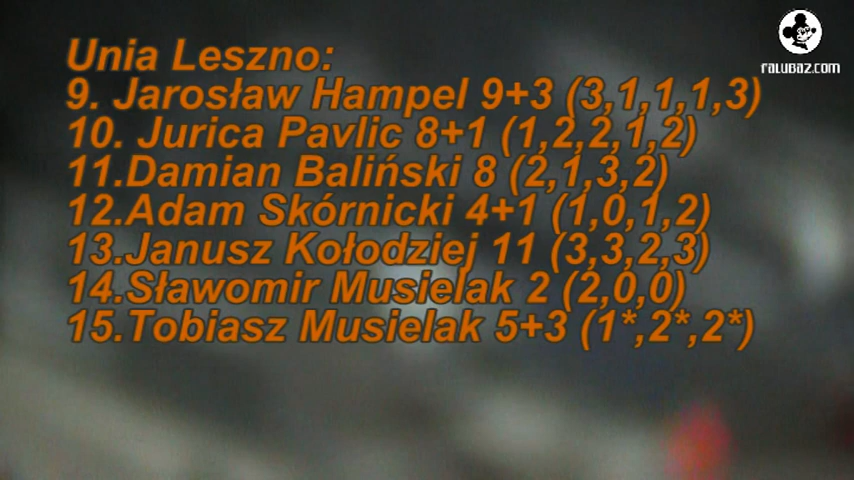 Unia Leszno:
9. Jarosław Hampel 9+3 (3,1,1,1,3)
10. Jurica Pavlic 8+1 (1,2,2,1,2)
11.Damian Baliński 8 (2,1,3,2)
12.Adam Skórnicki 4+1 (1,0,1,2)
13.Janusz Kołodziej 11 (3,3,2,3)
14.Sławomir Musielak 2 (2,0,0)
15.Tobiasz Musielak 5+3 (1*,2*,2*)
FALUBAZ.COM